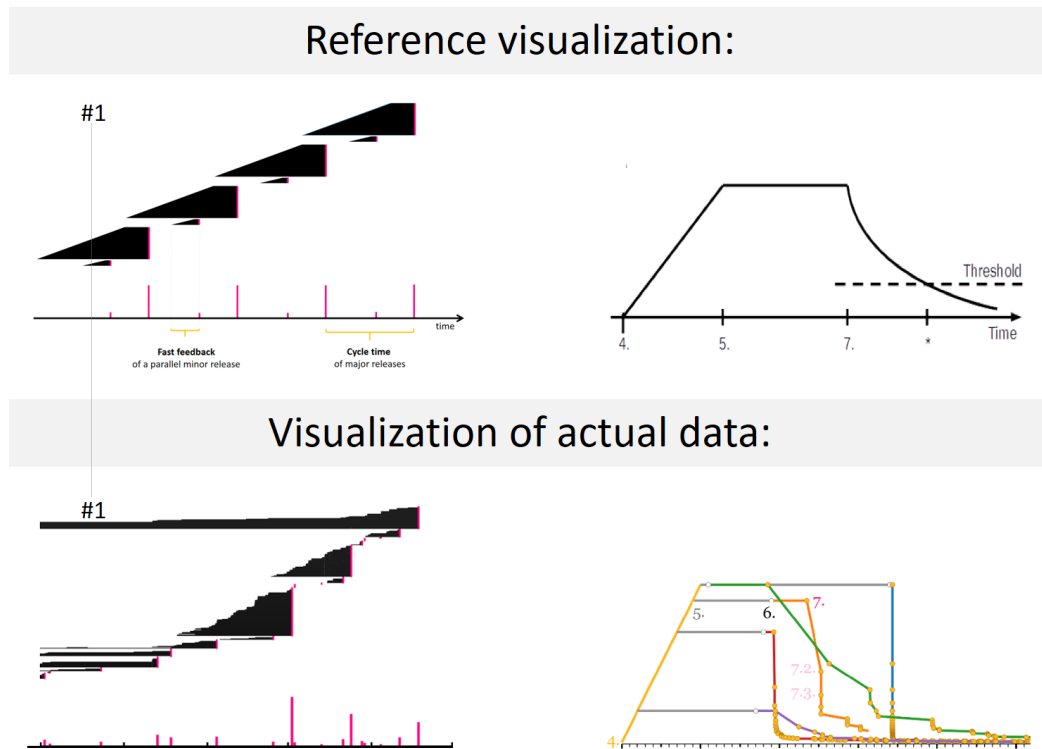 Reference visualization:
#1
time
Fast feedback
of a parallel minor release
Cycle time
of major releases
Threshold
Time
4.
5.
7.
*
Visualization of actual data:
#1
5.
6.
7.
7.2.
7.3.
4.